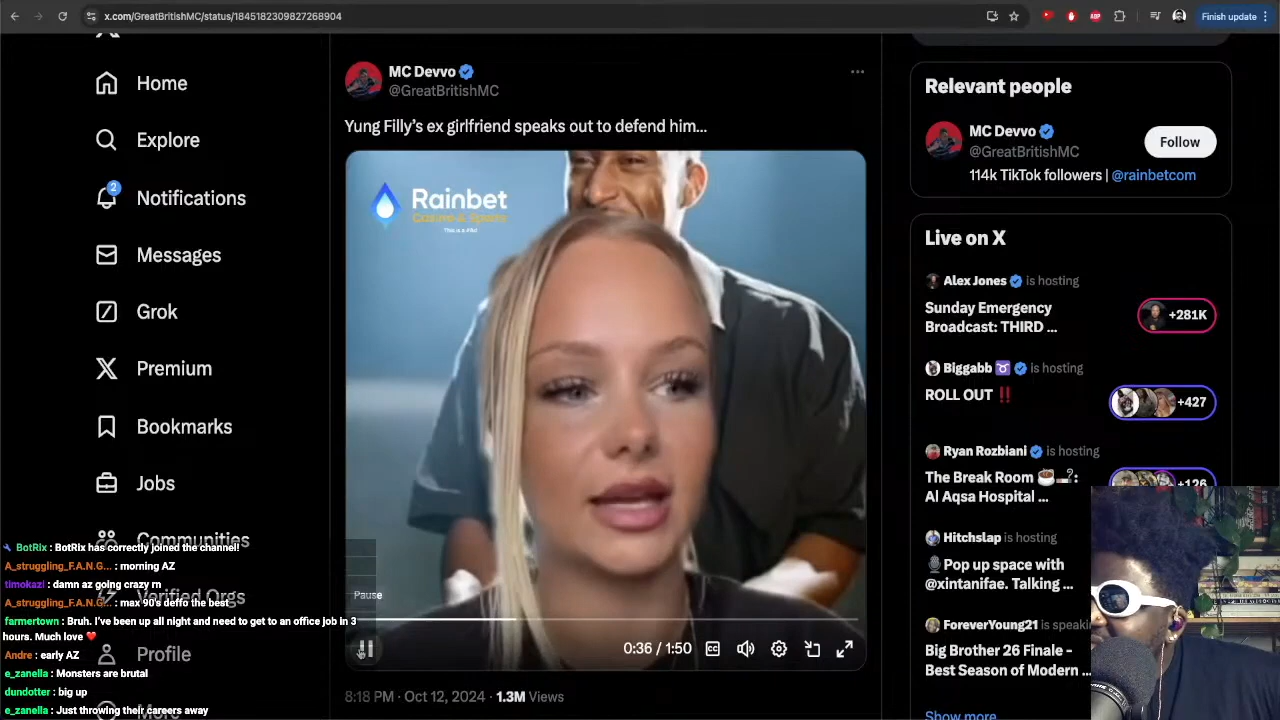 x.com/GreatBritishMC/status/1845182309827268904
Finish update
Home
Explore
2
Notifications
Messages
Grok
Premium
Bookmarks
Jobs
Communities
Verified Orgs
Profile
More
MC Devvo
@GreatBritishMC
Yung Filly’s ex girlfriend speaks out to defend him...
Rainbet
Casino & Sports
Pause
0:36 / 1:50
8:18 PM · Oct 12, 2024 · 1.3M Views
Relevant people
MC Devvo
@GreatBritishMC
Follow
114k TikTok followers | @rainbetcom
Live on X
Alex Jones is hosting
Sunday Emergency
Broadcast: THIRD ...
+281K
Biggabb is hosting
ROLL OUT
+427
Ryan Rozbiani is hosting
The Break Room
Al Aqsa Hospital ...
+126
Hitchslap is hosting
Pop up space with
@xintanifae. Talking ...
ForeverYoung21 is speaki
Big Brother 26 Finale -
Best Season of Modern ...
Show more
BotRix : BotRix has correctly joined the channel!
A_struggling_F.A.N.G... : morning AZ
timokazi : damn az going crazy rn
A_struggling_F.A.N.G... : max 90's deffo the best
farmertown : Bruh. I've been up all night and need to get to an office job in 3
hours. Much love
Andre : early AZ
e_zanella : Monsters are brutal
dundotter : big up
e_zanella : Just throwing their careers away